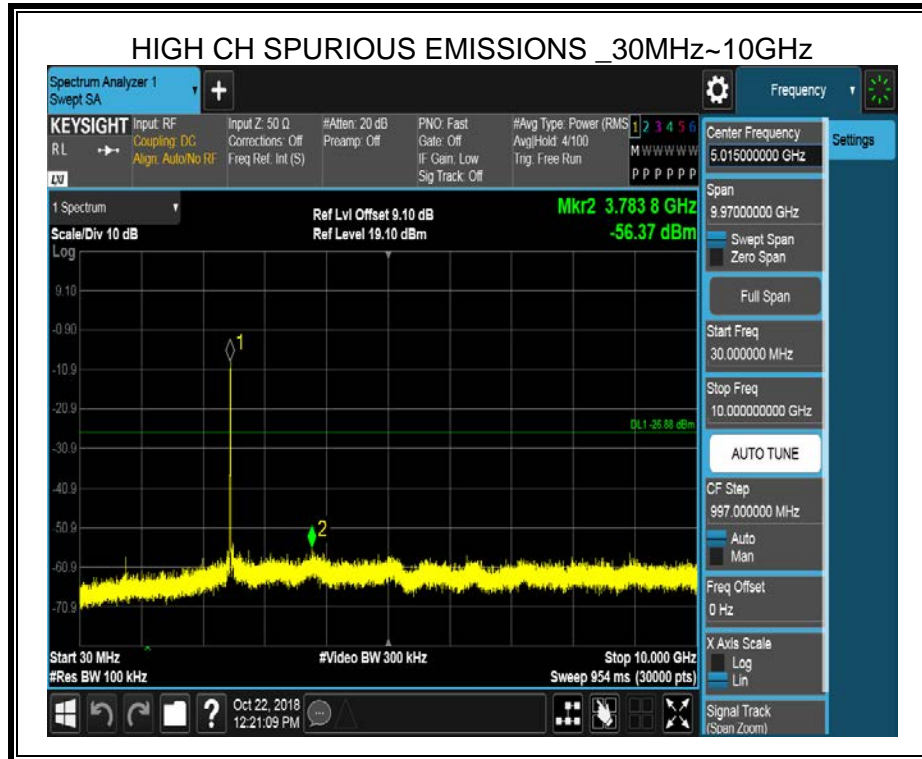 HIGH CH SPURIOUS EMISSIONS _30MHz~10GHz
Spectrum Analyzer 1
Swept SA
Frequency
KEYSIGHT
RL
LXI
Input: RF
Coupling: DC
Align: Auto/No RF
Input Z: 50 Ω
Corrections: Off
Freq Ref: Int (S)
#Atten: 20 dB
Preamp: Off
PNO: Fast
Gate: Off
IF Gain: Low
Sig Track: Off
#Avg Type: Power (RMS
Avg|Hold: 4/100
Trig: Free Run
1 2 3 4 5 6
M W W W W W
P P P P P P
Center Frequency
5.015000000 GHz
Settings
1 Spectrum
Scale/Div 10 dB
Log
Ref Lvl Offset 9.10 dB
Ref Level 19.10 dBm
Mkr2 3.783 8 GHz
-56.37 dBm
Span
9.97000000 GHz
Swept Span
Zero Span
Full Span
9.10
-0.90
-10.9
-20.9
-30.9
-40.9
-50.9
-60.9
-70.9
1
2
DL1 -26.88 dBm
Start Freq
30.000000 MHz
Stop Freq
10.000000000 GHz
AUTO TUNE
CF Step
997.000000 MHz
Auto
Man
Freq Offset
0 Hz
X Axis Scale
Log
Lin
Signal Track
(Span Zoom)
Start 30 MHz
#Res BW 100 kHz
#Video BW 300 kHz
Stop 10.000 GHz
Sweep 954 ms (30000 pts)
?
Oct 22, 2018
12:21:09 PM